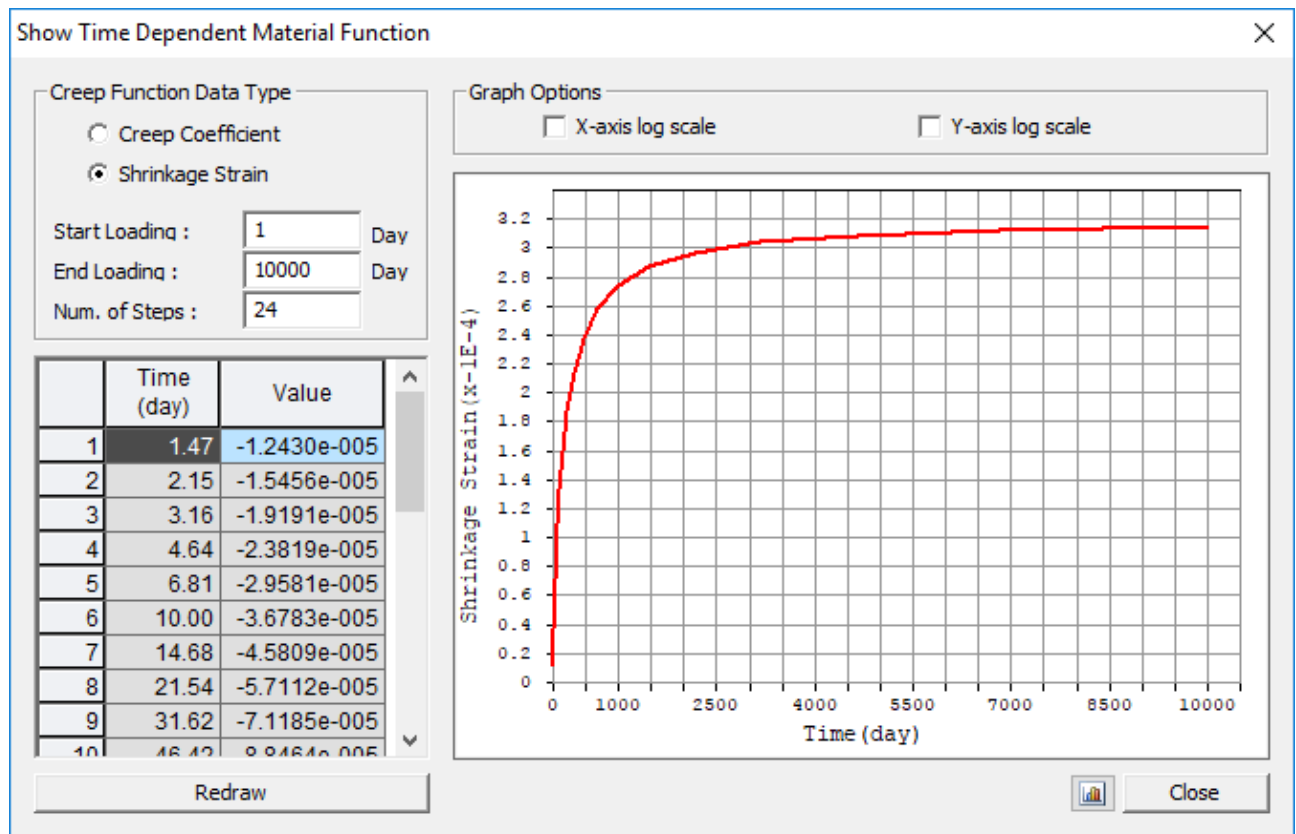 Show Time Dependent Material Function
Creep Function Data Type
Creep Coefficient
Shrinkage Strain
Start Loading : 1 Day
End Loading : 10000 Day
Num. of Steps : 24
Time (day) Value
1 1.47 -1.2430e-005
2 2.15 -1.5456e-005
3 3.16 -1.9191e-005
4 4.64 -2.3819e-005
5 6.81 -2.9581e-005
6 10.00 -3.6783e-005
7 14.68 -4.5809e-005
8 21.54 -5.7112e-005
9 31.62 -7.1185e-005
10 46.42 -8.8464e-005
Redraw
Graph Options
X-axis log scale Y-axis log scale
Shrinkage Strain(x-1E-4)
3.2
3
2.8
2.6
2.4
2.2
2
1.8
1.6
1.4
1.2
1
0.8
0.6
0.4
0.2
0
0 1000 2500 4000 5500 7000 8500 10000
Time(day)
Close